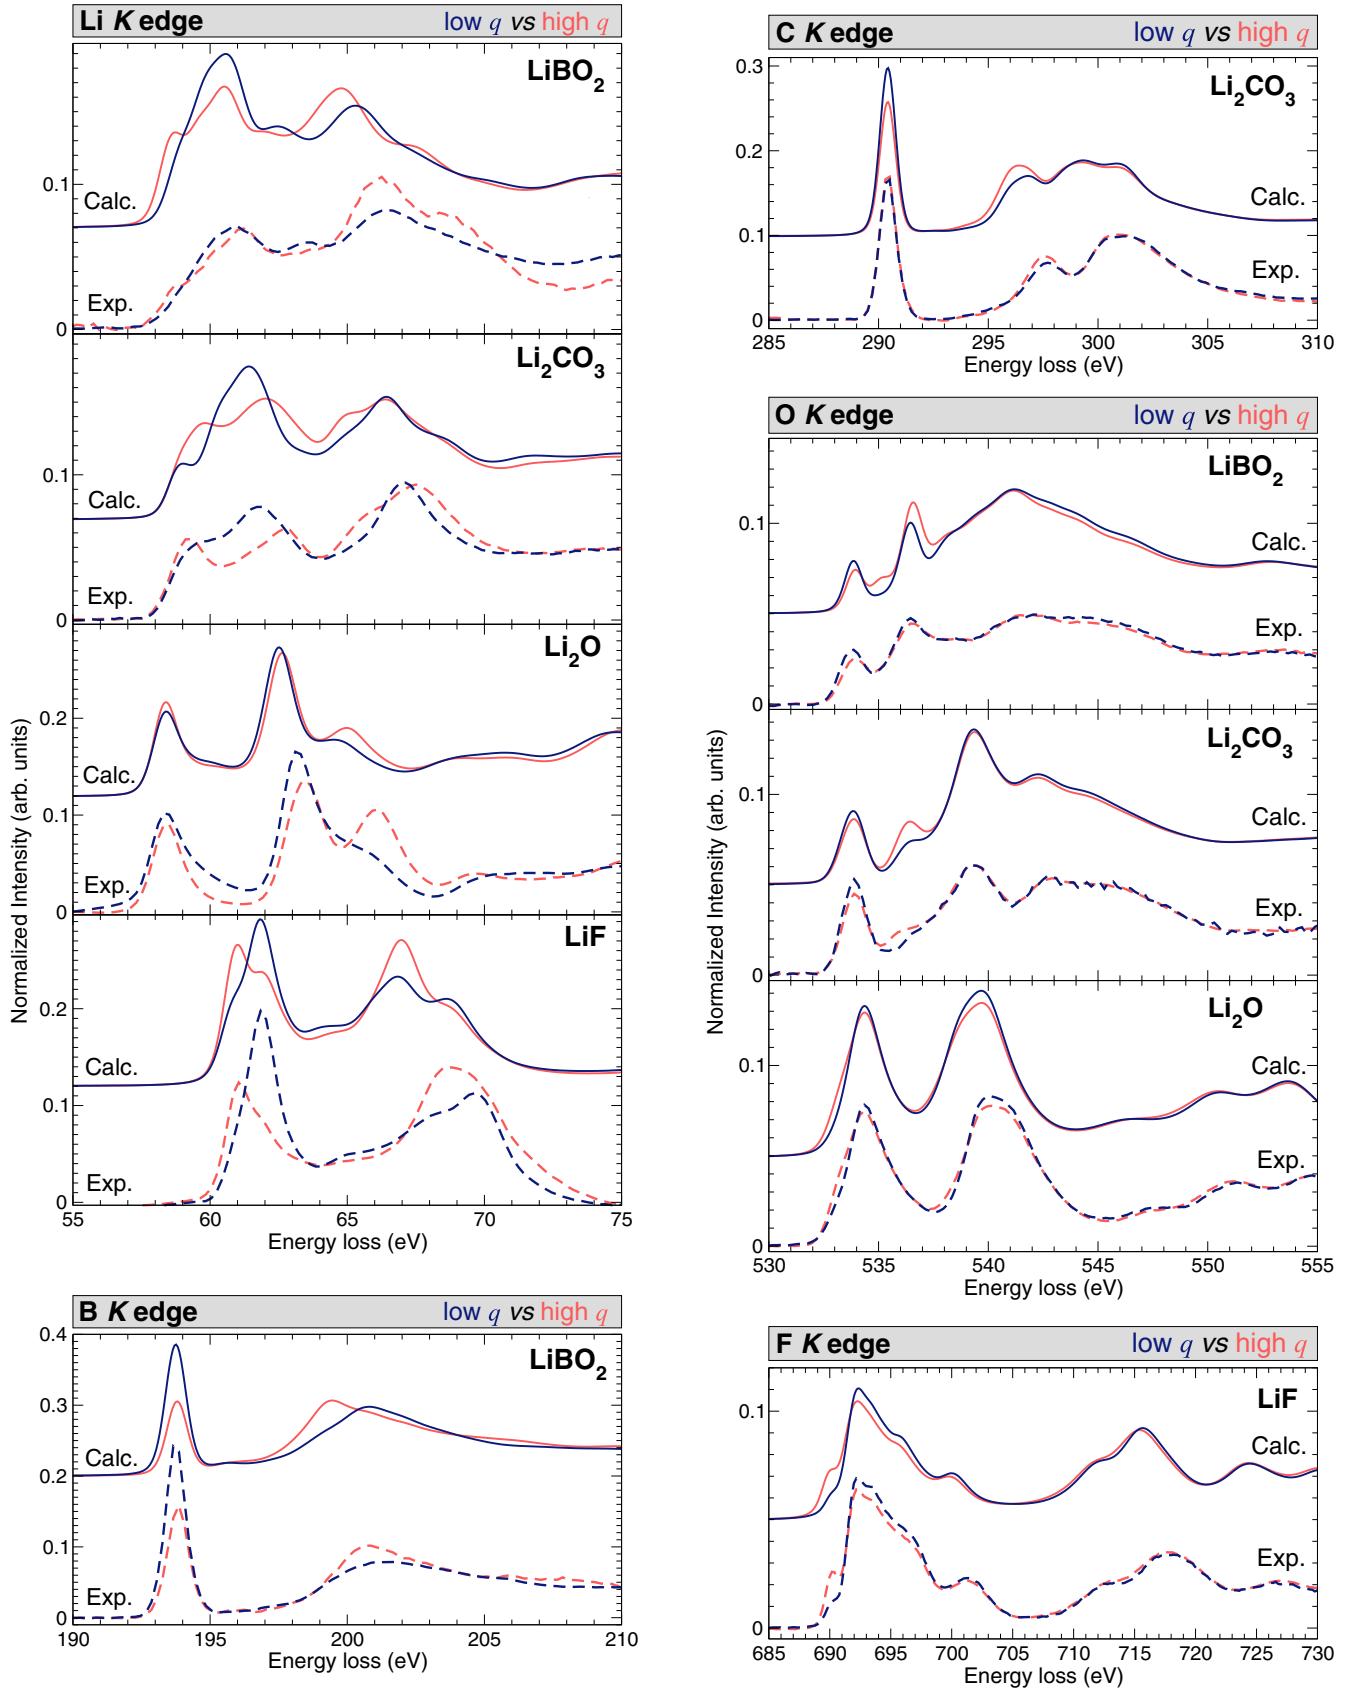 Li K edge low q vs high q
LiBO2
0.1
Calc.
Exp.
0
Li2CO3
0.1
Calc.
Exp.
0
Li2O
0.2
Calc.
0.1
Exp.
0
LiF
0.2
Calc.
0.1
Exp.
0
55 60 65 70 75
Energy loss (eV)
Normalized Intensity (arb. units)
B K edge low q vs high q
0.4
LiBO2
0.3
Calc.
0.2
0.1
Exp.
0
190 195 200 205 210
Energy loss (eV)
C K edge low q vs high q
0.3
Li2CO3
0.2
Calc.
0.1
Exp.
0
285 290 295 300 305 310
Energy loss (eV)
O K edge low q vs high q
LiBO2
0.1
Calc.
Exp.
0
Li2CO3
0.1
Calc.
Exp.
0
Li2O
0.1
Calc.
Exp.
0
530 535 540 545 550 555
Energy loss (eV)
Normalized Intensity (arb. units)
F K edge low q vs high q
LiF
0.1
Calc.
Exp.
0
685 690 695 700 705 710 715 720 725 730
Energy loss (eV)